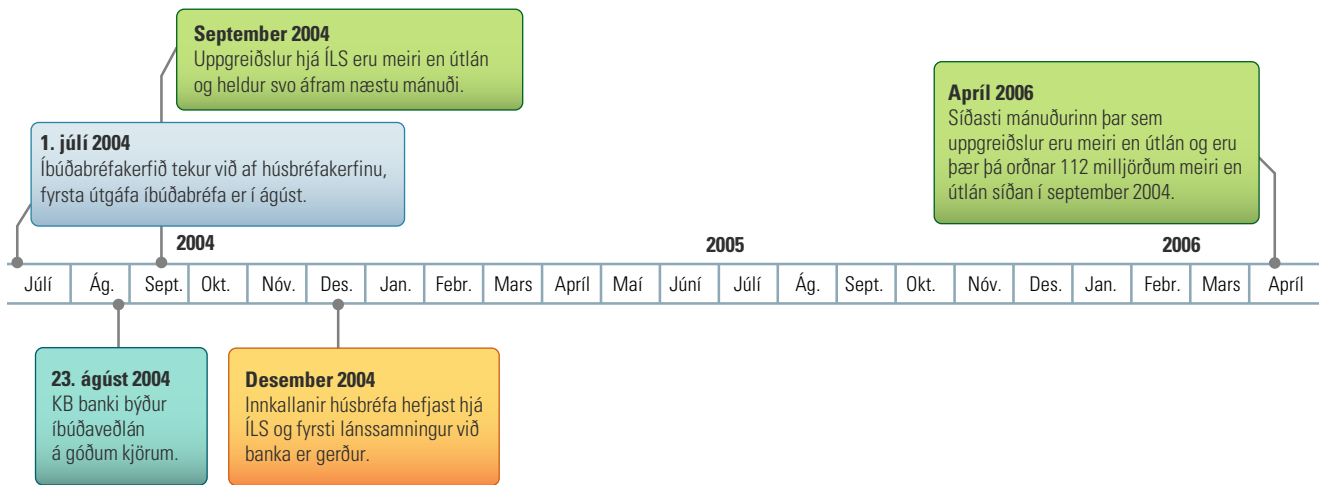 September 2004
Uppgreiðslur hjá ÍLS eru meiri en útlán
og heldur svo áfram næstu mánuði.
1. júlí 2004
Íbúðabréfakerfið tekur við af húsbréfakerfinu,
fyrsta útgáfa íbúðabréfa er í ágúst.
Apríl 2006
Síðasti mánuðurinn þar sem
uppgreiðslur eru meiri en útlán og eru
þær þá orðnar 112 milljörðum meiri en
útlán síðan í september 2004.
2004 2005 2006
Júlí Ág. Sept. Okt. Nóv. Des. Jan. Febr. Mars Apríl Maí Júní Júlí Ág. Sept. Okt. Nóv. Des. Jan. Febr. Mars Apríl
23. ágúst 2004
KB banki býður
íbúðaveðlán
á góðum kjörum.
Desember 2004
Innkallanir húsbréfa hefjast hjá
ÍLS og fyrsti lánssamningur við
banka er gerður.